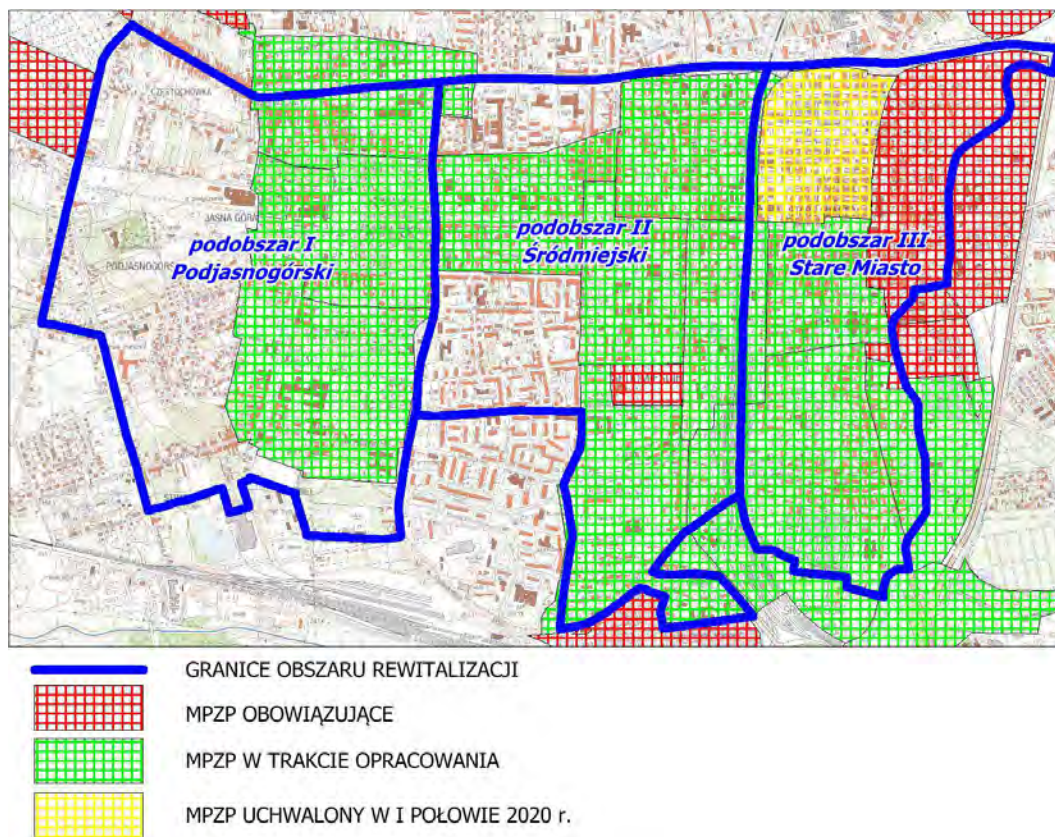 CZĘSTOCHÓWKA
JASNA GÓRA
podobszar I
Podjasnogórski
podobszar II
Śródmiejski
podobszar III
Stare Miasto
GRANICE OBSZARU REWITALIZACJI
MPZP OBOWIĄZUJĄCE
MPZP W TRAKCIE OPRACOWANIA
MPZP UCHWALONY W I POŁOWIE 2020 r.